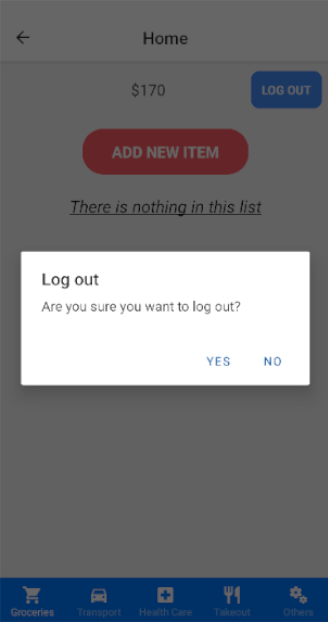 Home
$170
LOG OUT
ADD NEW ITEM
There is nothing in this list
Log out
Are you sure you want to log out?
YES NO
Groceries Transport Health Care Takeout Others